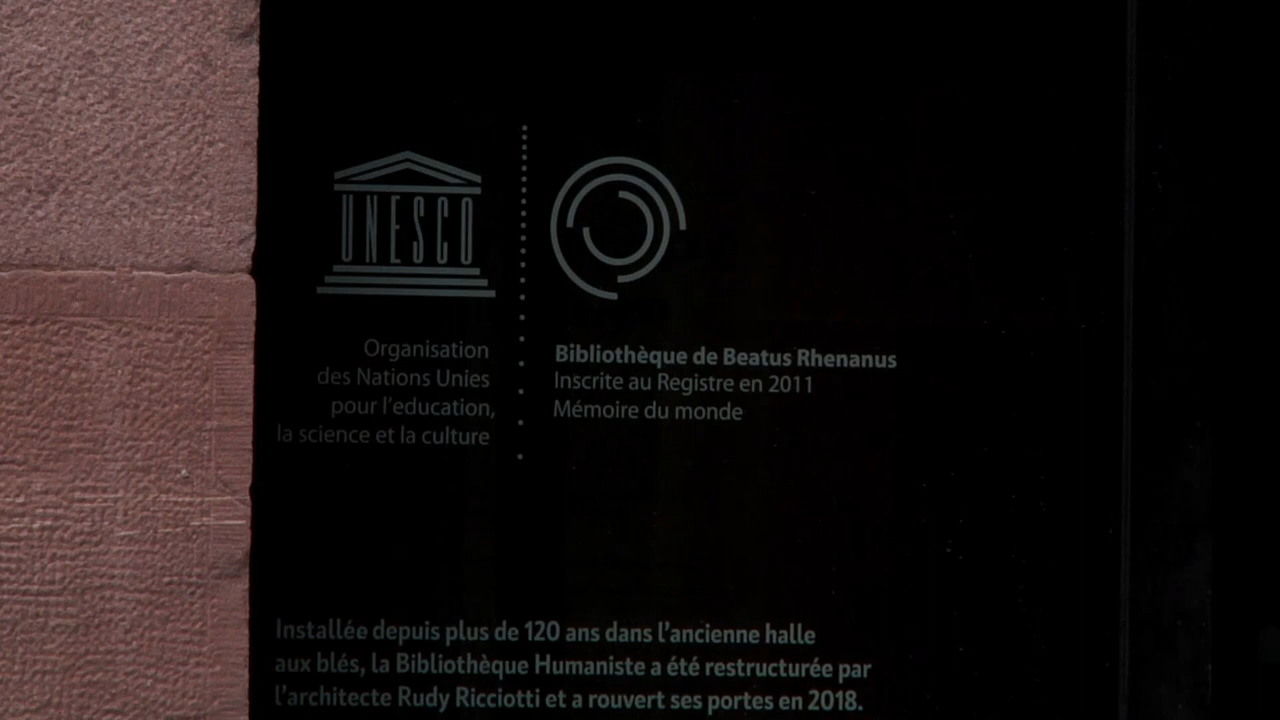 UNESCO
Organisation
des Nations Unies
pour l'education,
la science et la culture
Bibliothèque de Beatus Rhenanus
Inscrite au Registre en 2011
Mémoire du monde
Installée depuis plus de 120 ans dans l'ancienne halle
aux blés, la Bibliothèque Humaniste a été restructurée par
l'architecte Rudy Ricciotti et a rouvert ses portes en 2018.